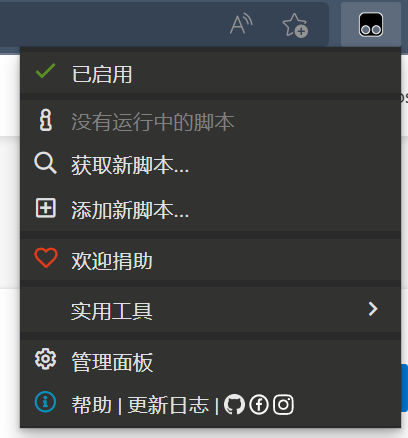 已启用
没有运行中的脚本
获取新脚本...
添加新脚本...
欢迎捐助
实用工具
管理面板
帮助 | 更新日志 |